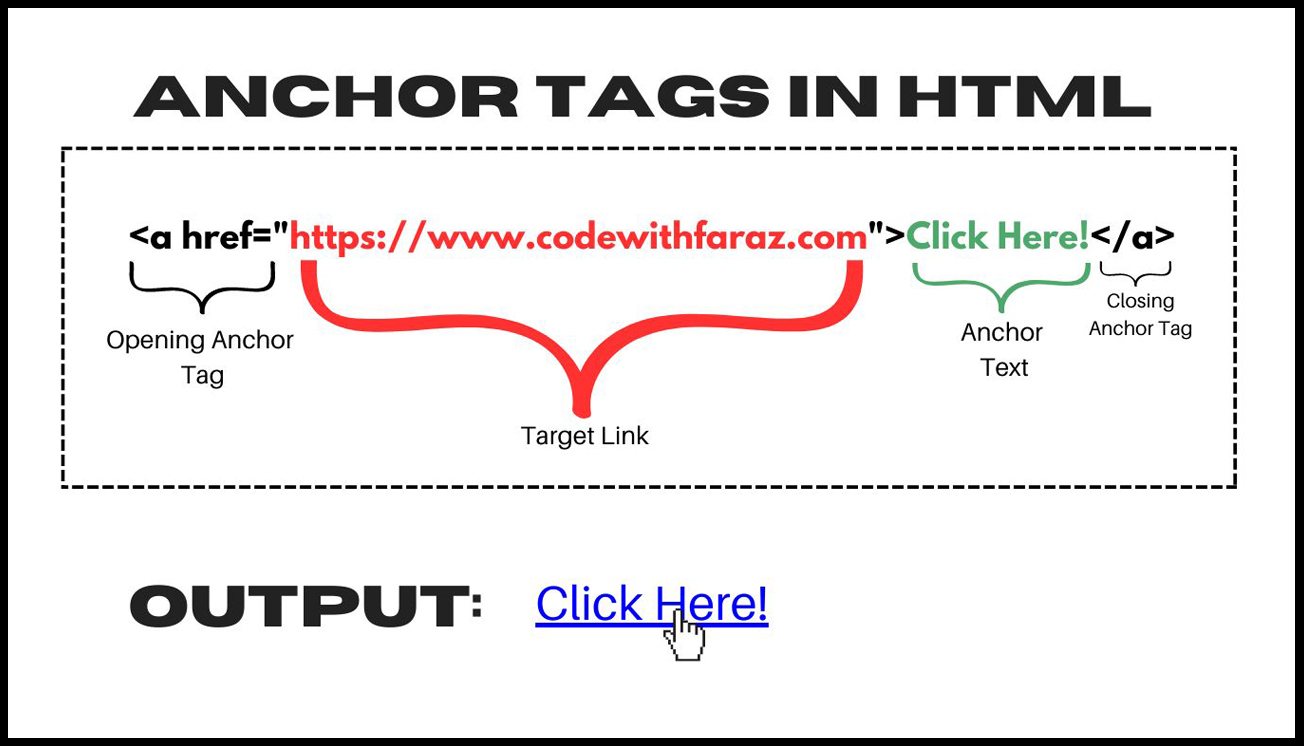 ANCHOR TAGS IN HTML
<a href="https://www.codewithfaraz.com">Click Here!</a>
Opening Anchor
Tag
Target Link
Anchor
Text
Closing
Anchor Tag
OUTPUT: Click Here!